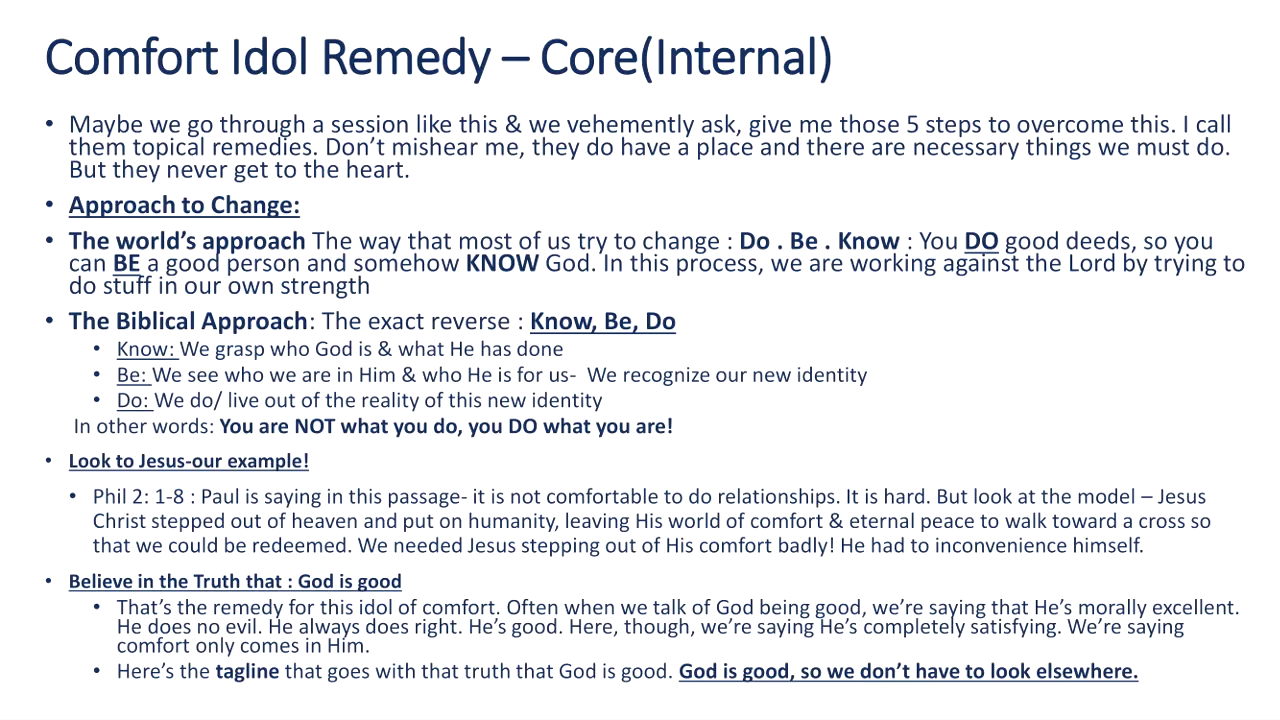 Comfort Idol Remedy – Core(Internal)
• Maybe we go through a session like this & we vehemently ask, give me those 5 steps to overcome this. I call
them topical remedies. Don’t mishear me, they do have a place and there are necessary things we must do.
But they never get to the heart.
• Approach to Change:
• The world’s approach The way that most of us try to change : Do . Be . Know : You DO good deeds, so you
can BE a good person and somehow KNOW God. In this process, we are working against the Lord by trying to
do stuff in our own strength
• The Biblical Approach: The exact reverse : Know, Be, Do
• Know: We grasp who God is & what He has done
• Be: We see who we are in Him & who He is for us- We recognize our new identity
• Do: We do/ live out of the reality of this new identity
In other words: You are NOT what you do, you DO what you are!
• Look to Jesus-our example!
• Phil 2: 1-8 : Paul is saying in this passage- it is not comfortable to do relationships. It is hard. But look at the model – Jesus
Christ stepped out of heaven and put on humanity, leaving His world of comfort & eternal peace to walk toward a cross so
that we could be redeemed. We needed Jesus stepping out of His comfort badly! He had to inconvenience himself.
• Believe in the Truth that : God is good
• That’s the remedy for this idol of comfort. Often when we talk of God being good, we’re saying that He’s morally excellent.
He does no evil. He always does right. He’s good. Here, though, we’re saying He’s completely satisfying. We’re saying
comfort only comes in Him.
• Here’s the tagline that goes with that truth that God is good. God is good, so we don’t have to look elsewhere.